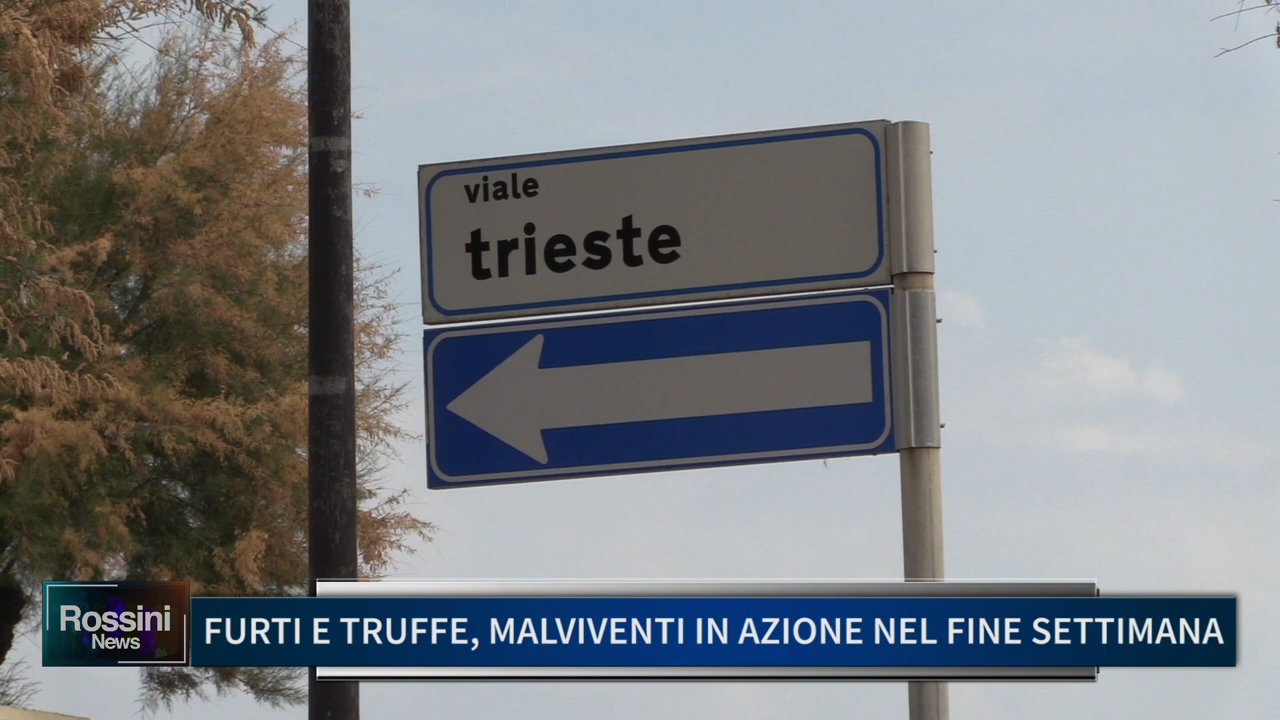 viale
trieste
Rossini
News
FURTI E TRUFFE, MALVIVENTI IN AZIONE NEL FINE SETTIMANA